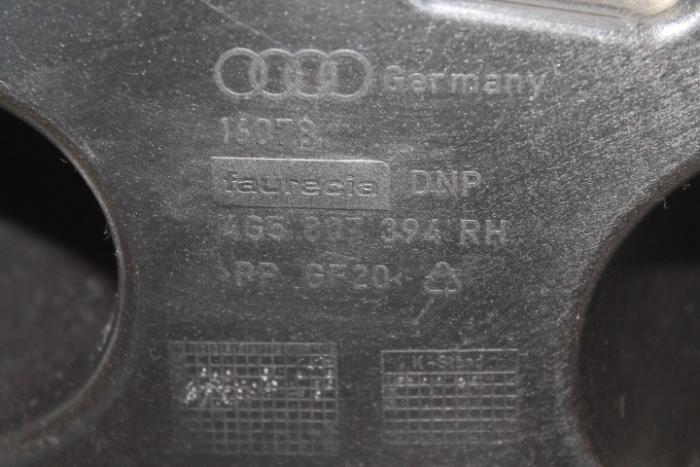 Germany
faurecia DNP
4G5 807 394 RH
>PP GF20<